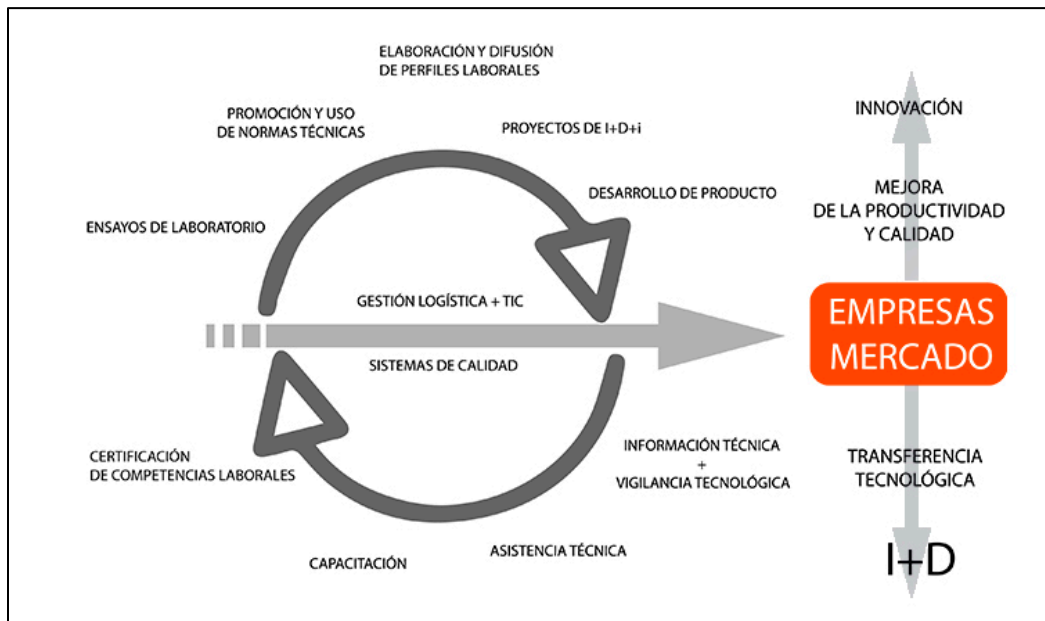 ELABORACIÓN Y DIFUSIÓN
DE PERFILES LABORALES
PROMOCIÓN Y USO
DE NORMAS TÉCNICAS
PROYECTOS DE I+D+i
ENSAYOS DE LABORATORIO
DESARROLLO DE PRODUCTO
GESTIÓN LOGÍSTICA + TIC
SISTEMAS DE CALIDAD
CERTIFICACIÓN
DE COMPETENCIAS LABORALES
INFORMACIÓN TÉCNICA
+
VIGILANCIA TECNOLÓGICA
CAPACITACIÓN
ASISTENCIA TÉCNICA
INNOVACIÓN
MEJORA
DE LA PRODUCTIVIDAD
Y CALIDAD
EMPRESAS
MERCADO
TRANSFERENCIA
TECNOLÓGICA
I+D